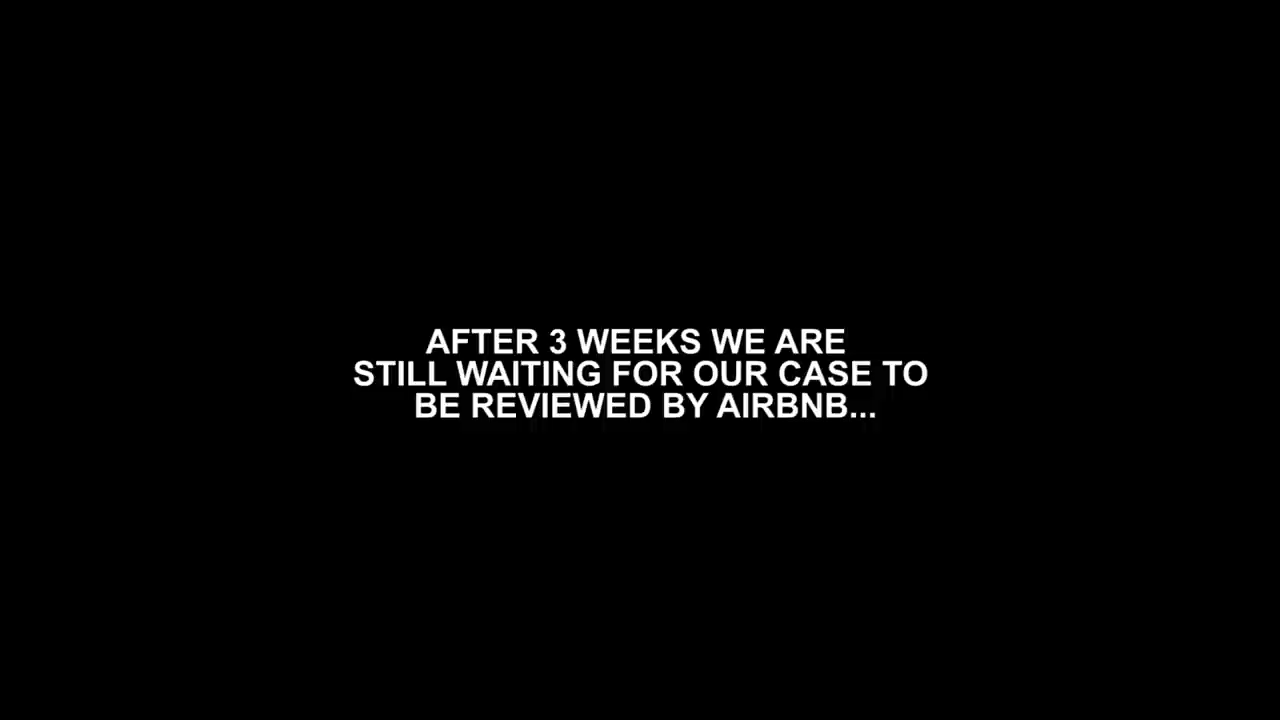 AFTER 3 WEEKS WE ARE
STILL WAITING FOR OUR CASE TO
BE REVIEWED BY AIRBNB...